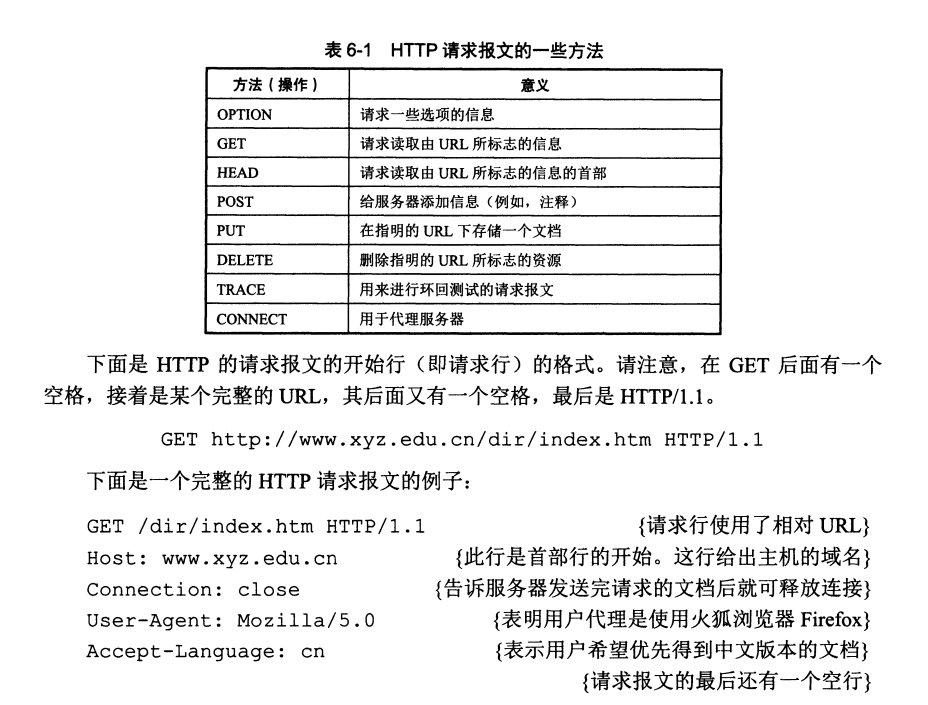 表 6-1 HTTP 请求报文的一些方法
方法（操作） 意义
OPTION 请求一些选项的信息
GET 请求读取由 URL 所标志的信息
HEAD 请求读取由 URL 所标志的信息的首部
POST 给服务器添加信息（例如，注释）
PUT 在指明的 URL 下存储一个文档
DELETE 删除指明的 URL 所标志的资源
TRACE 用来进行环回测试的请求报文
CONNECT 用于代理服务器
下面是 HTTP 的请求报文的开始行（即请求行）的格式。请注意，在 GET 后面有一个
空格，接着是某个完整的 URL，其后面又有一个空格，最后是 HTTP/1.1。
GET http://www.xyz.edu.cn/dir/index.htm HTTP/1.1
下面是一个完整的 HTTP 请求报文的例子：
GET /dir/index.htm HTTP/1.1 {请求行使用了相对 URL}
Host: www.xyz.edu.cn {此行是首部行的开始。这行给出主机的域名}
Connection: close {告诉服务器发送完请求的文档后就可释放连接}
User-Agent: Mozilla/5.0 {表明用户代理是使用火狐浏览器 Firefox}
Accept-Language: cn {表示用户希望优先得到中文版本的文档}
{请求报文的最后还有一个空行}